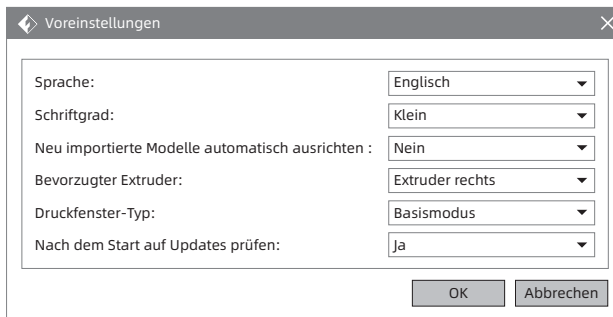 Voreinstellungen
Sprache: Englisch
Schriftgrad: Klein
Neu importierte Modelle automatisch ausrichten : Nein
Bevorzugter Extruder: Extruder rechts
Druckfenster-Typ: Basismodus
Nach dem Start auf Updates prüfen: Ja
OK Abbrechen